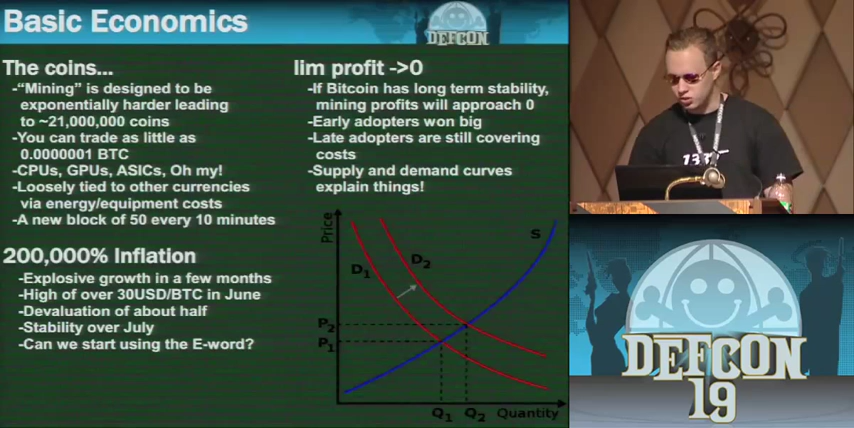 Basic Economics
DEFCON
The coins...
-"Mining" is designed to be
exponentially harder leading
to ~21,000,000 coins
-You can trade as little as
0.0000001 BTC
-CPUs, GPUs, ASICs, Oh my!
-Loosely tied to other currencies
via energy/equipment costs
-A new block of 50 every 10 minutes
200,000% Inflation
-Explosive growth in a few months
-High of over 30USD/BTC in June
-Devaluation of about half
-Stability over July
-Can we start using the E-word?
lim profit ->0
-If Bitcoin has long term stability,
mining profits will approach 0
-Early adopters won big
-Late adopters are still covering
costs
-Supply and demand curves
explain things!
Price
S
D₁
D₂
P₂
P₁
Q₁
Q₂
Quantity
1337
DEFCON
19